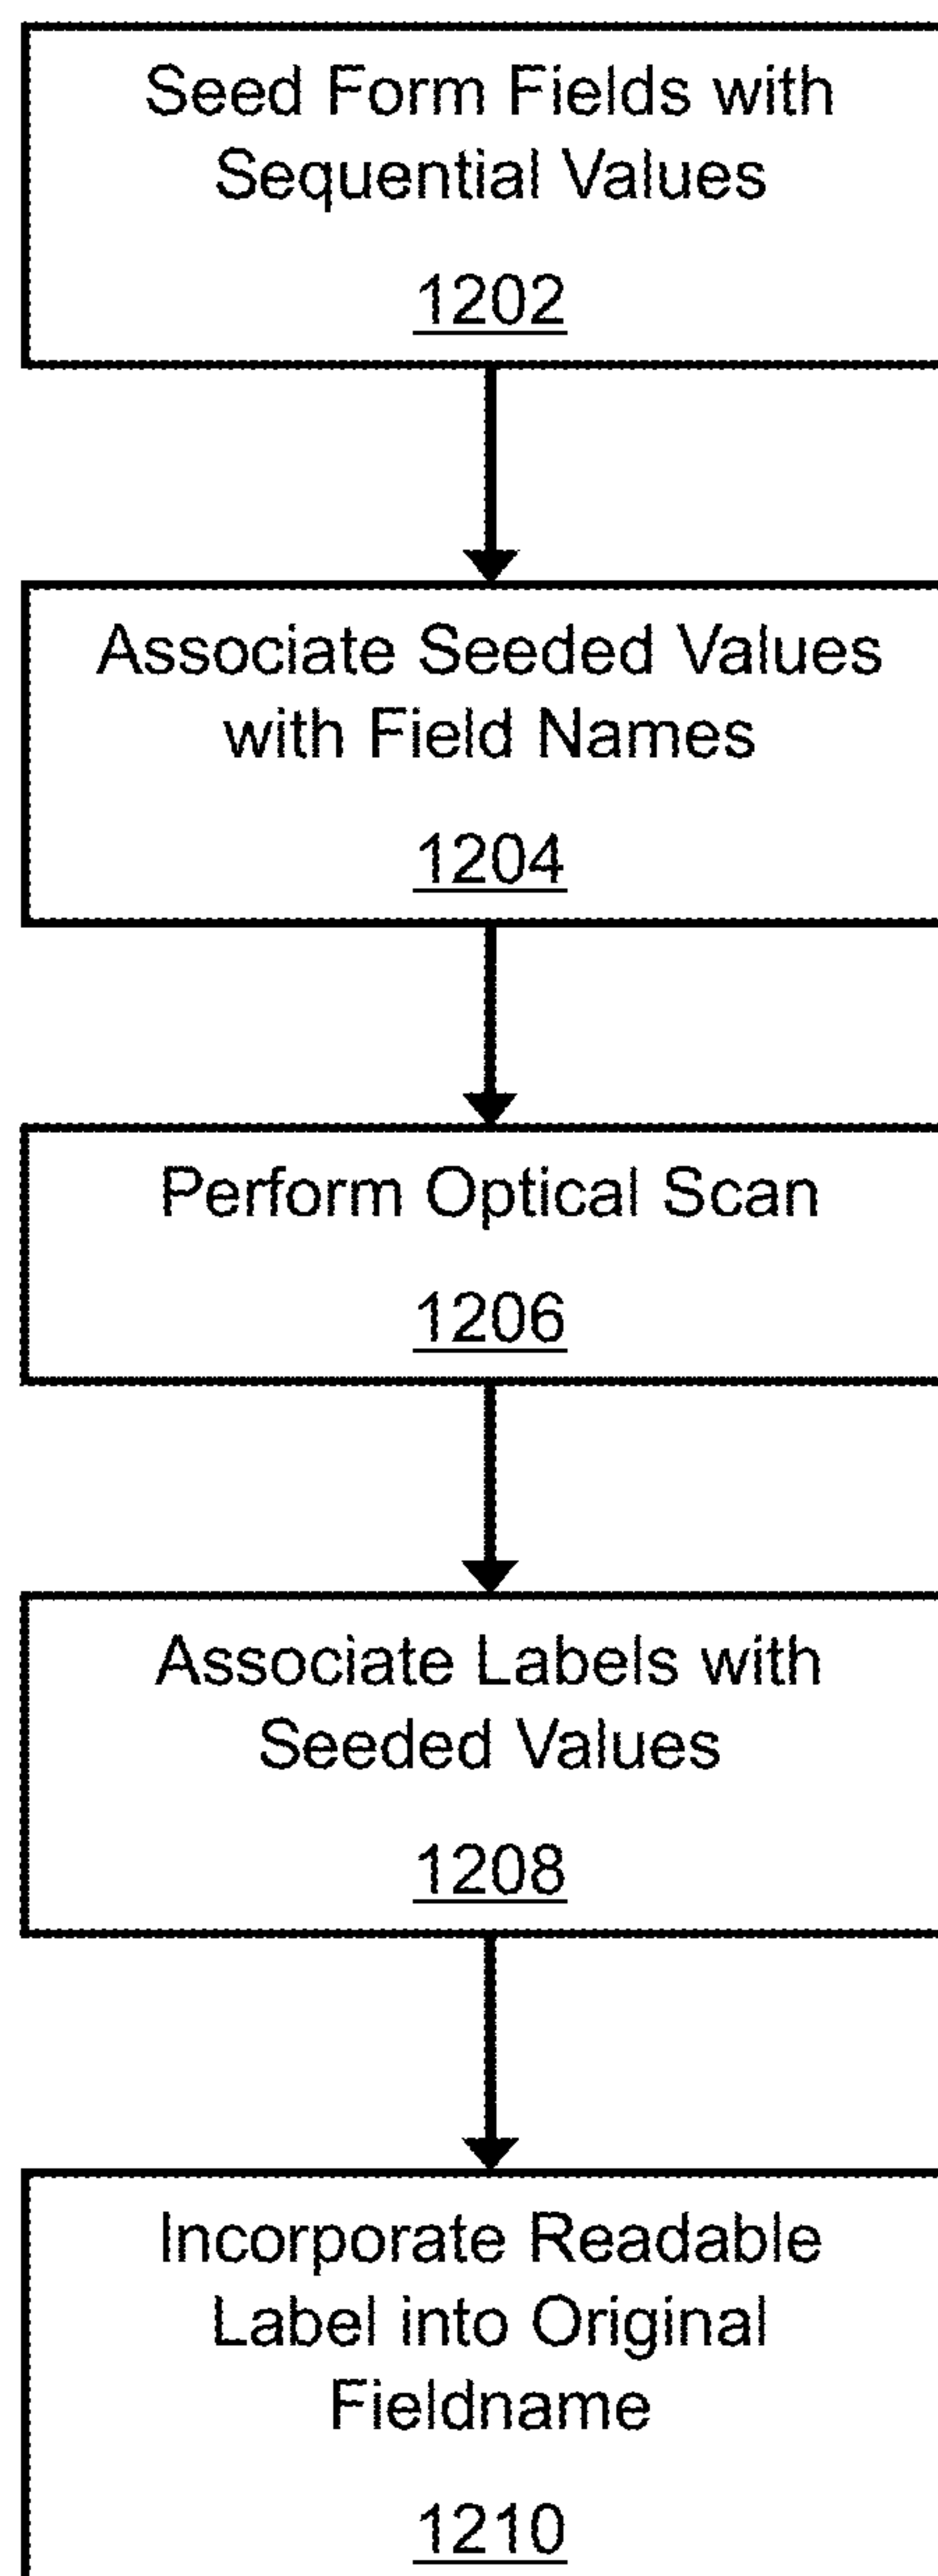 Seed Form Fields with
Sequential Values
1202
Associate Seeded Values
with Field Names
1204
Perform Optical Scan
1206
Associate Labels with
Seeded Values
1208
Incorporate Readable
Label into Original
Fieldname
1210